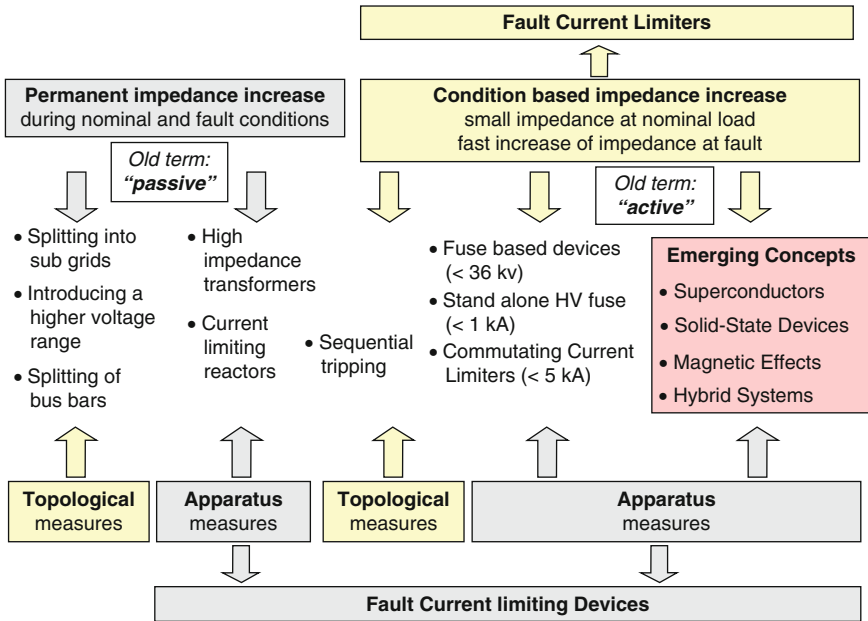 Fault Current Limiters
Permanent impedance increase
during nominal and fault conditions
Condition based impedance increase
small impedance at nominal load
fast increase of impedance at fault
Old term:
"passive"
Old term:
"active"
• Splitting into
sub grids
• Introducing a
higher voltage
range
• Splitting of
bus bars
• High
impedance
transformers
• Current
limiting
reactors
• Sequential
tripping
• Fuse based devices
(< 36 kv)
• Stand alone HV fuse
(< 1 kA)
• Commutating Current
Limiters (< 5 kA)
Emerging Concepts
• Superconductors
• Solid-State Devices
• Magnetic Effects
• Hybrid Systems
Topological
measures
Apparatus
measures
Topological
measures
Apparatus
measures
Fault Current limiting Devices